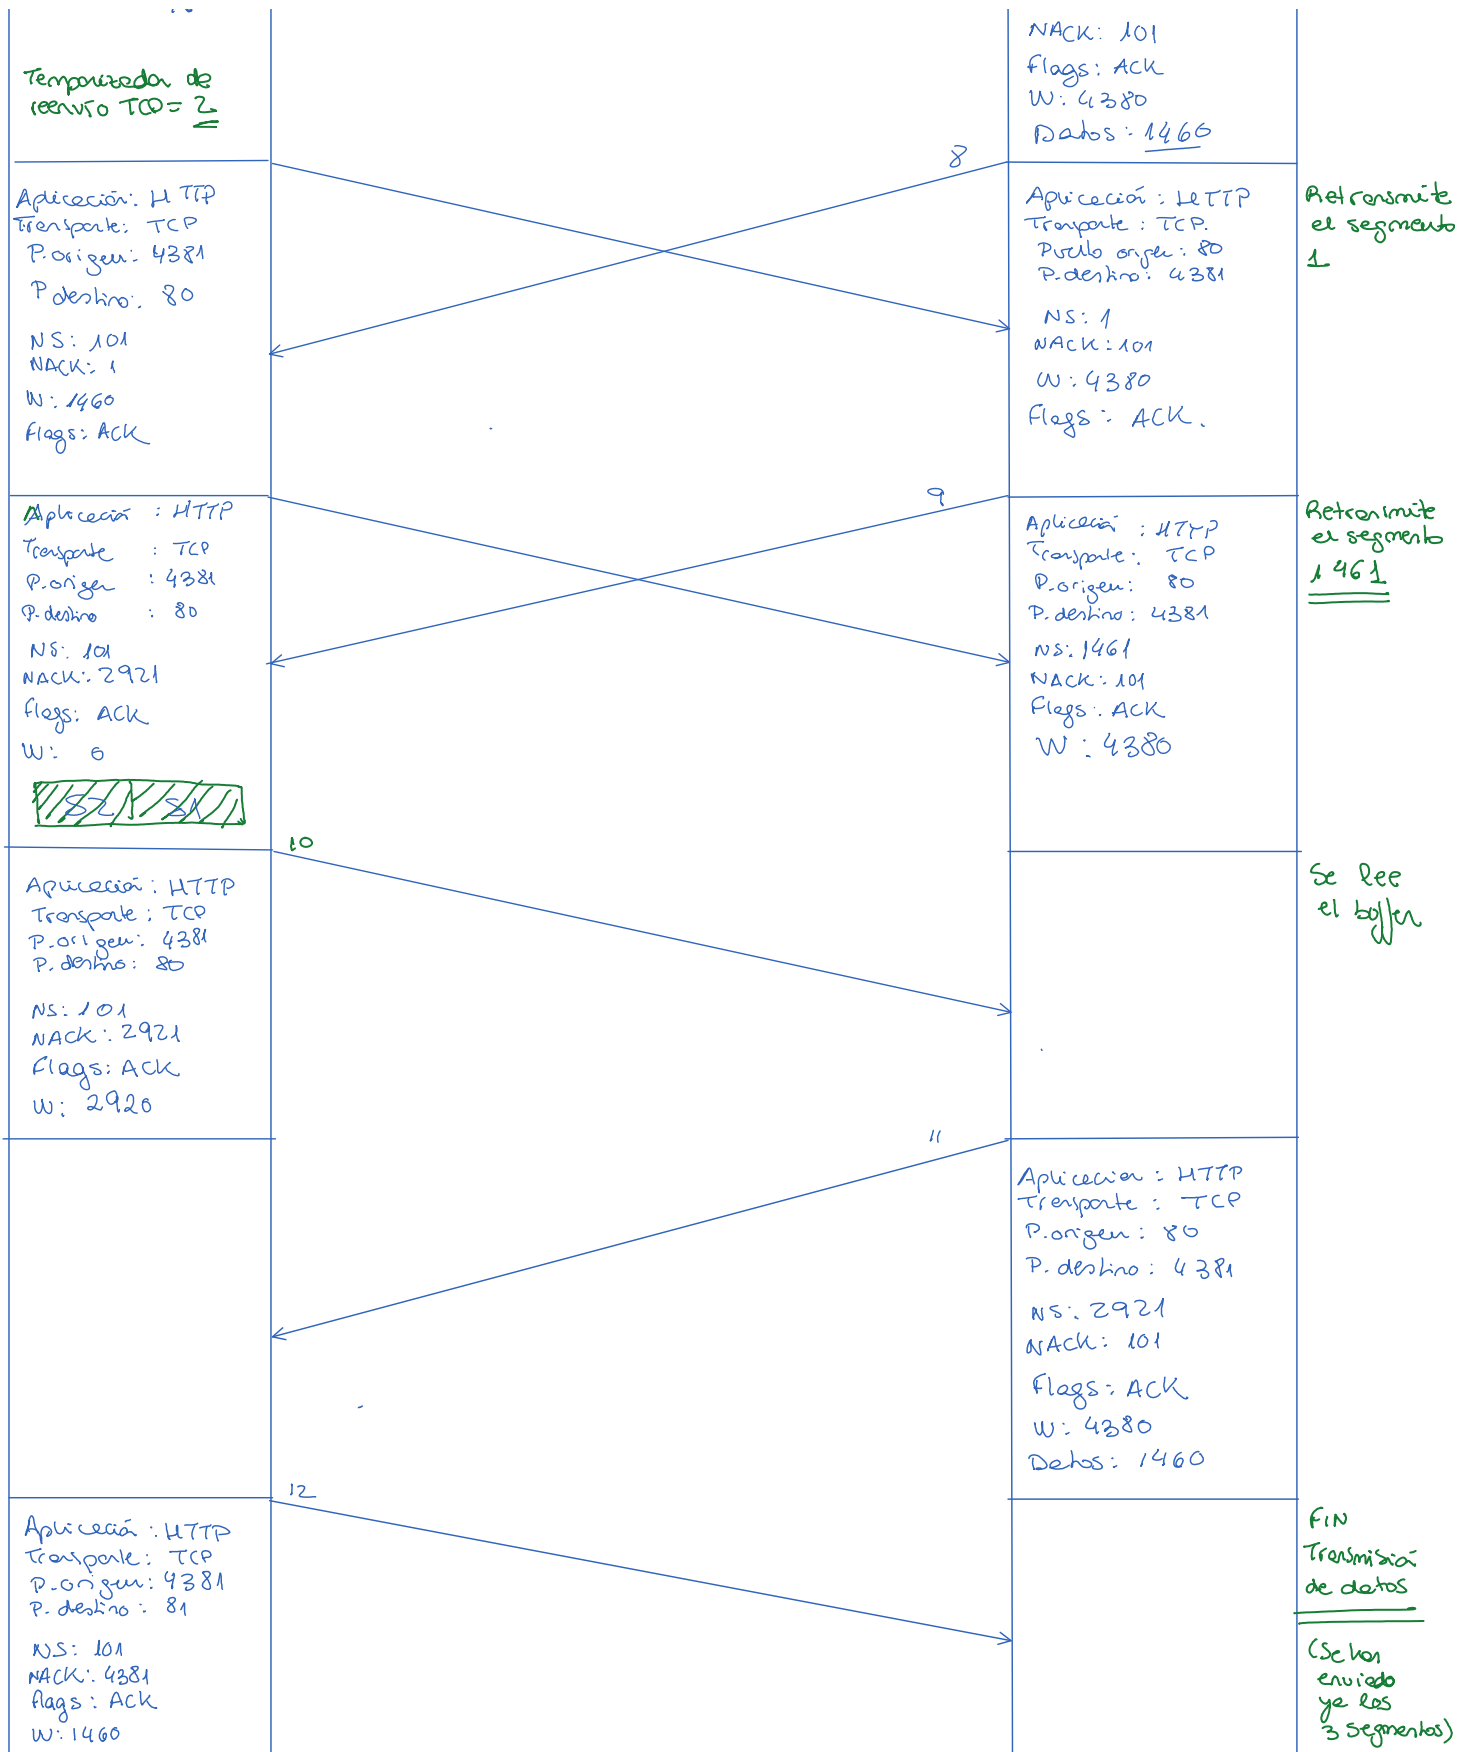 Temporizador de
reenvío TCP = 2
NACK: 101
Flags: ACK
W: 4380
Datos: 1460
8
Aplicación: HTTP
Transporte: TCP
P.origen: 4381
P destino: 80
NS: 101
NACK: 1
W: 1460
Flags: ACK
Aplicación: HTTP
Tranporte: TCP.
Puerto origen: 80
P.destino: 4381
NS: 1
NACK: 101
W: 4380
Flags: ACK.
Retransmite
el segmento
1
9
Aplicación: HTTP
Transporte: TCP
P.origen: 4381
P.destino: 80
NS: 101
NACK: 2921
Flags: ACK
W: 0
S2 S1
Aplicación: HTTP
Transporte: TCP
P.origen: 80
P.destino: 4381
NS: 1461
NACK: 101
Flags: ACK
W: 4380
Retransmite
el segmento
1461
10
Aplicación: HTTP
Transporte: TCP
P.origen: 4381
P.destino: 80
NS: 101
NACK: 2921
Flags: ACK
W: 2920
Se lee
el buffer
11
Aplicación: HTTP
Transporte: TCP
P.origen: 80
P.destino: 4381
NS: 2921
NACK: 101
Flags: ACK
W: 4380
Datos: 1460
12
Aplicación: HTTP
Transporte: TCP
P.origen: 4381
P.destino: 81
NS: 101
NACK: 4381
flags: ACK
W: 1460
FIN
Transmisión
de datos
(Se han
enviado
ya los
3 segmentos)